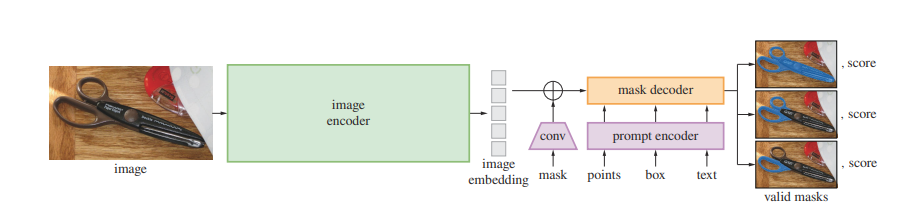 image
encoder
mask decoder
conv
prompt encoder
, score
, score
, score
image
image
embedding
mask
points
box
text
valid masks